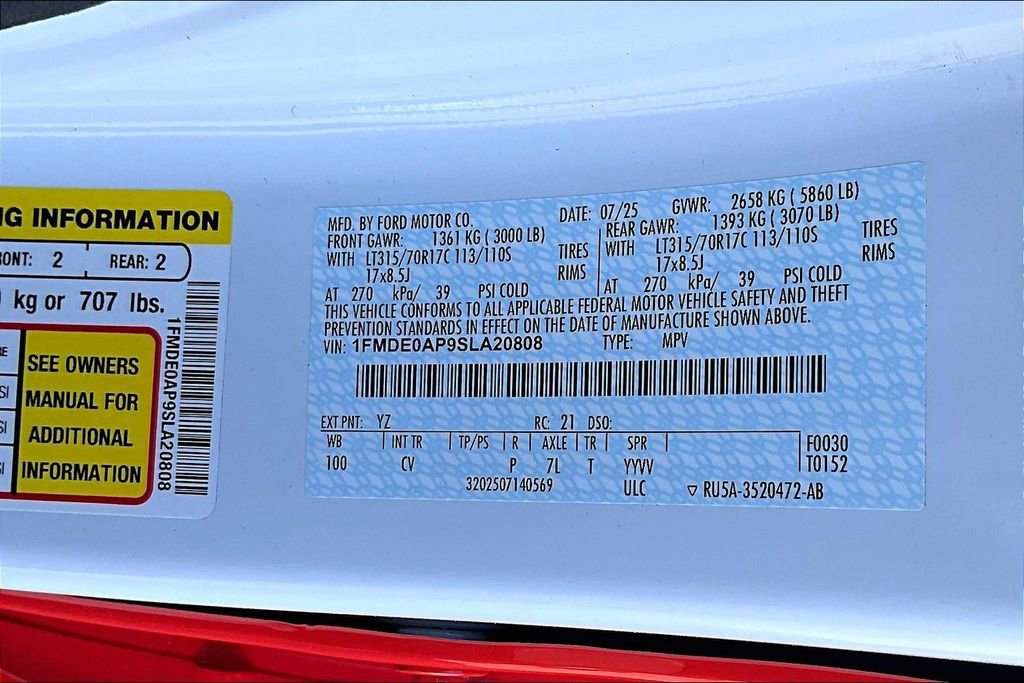 NG INFORMATION
ONT: 2 REAR: 2
kg or 707 lbs.
SEE OWNERS
MANUAL FOR
ADDITIONAL
INFORMATION
1FMDE0AP9SLA20808
MFD. BY FORD MOTOR CO. DATE: 07/25 GVWR: 2658 KG ( 5860 LB)
FRONT GAWR: 1361 KG ( 3000 LB) REAR GAWR: 1393 KG ( 3070 LB)
WITH LT315/70R17C 113/110S TIRES WITH LT315/70R17C 113/110S TIRES
17x8.5J RIMS 17x8.5J RIMS
AT 270 kPa/ 39 PSI COLD AT 270 kPa/ 39 PSI COLD
THIS VEHICLE CONFORMS TO ALL APPLICABLE FEDERAL MOTOR VEHICLE SAFETY AND THEFT
PREVENTION STANDARDS IN EFFECT ON THE DATE OF MANUFACTURE SHOWN ABOVE.
VIN: 1FMDE0AP9SLA20808 TYPE: MPV
EXT PNT: YZ RC: 21 DSO:
WB INT TR TP/PS R AXLE TR SPR F0030
100 CV P 7L T YYVV T0152
3202507140569 ULC ▽ RU5A-3520472-AB